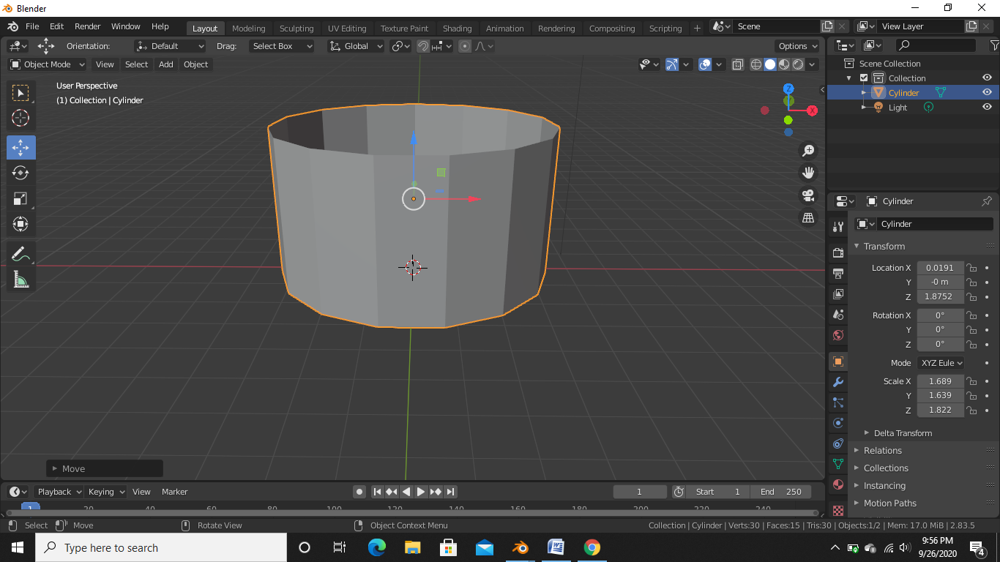 Blender
File Edit Render Window Help Layout Modeling Sculpting UV Editing Texture Paint Shading Animation Rendering Compositing Scripting + Scene View Layer
Orientation: Default Drag: Select Box Global Options
Object Mode View Select Add Object
User Perspective
(1) Collection | Cylinder
Z
X
Scene Collection
Collection
Cylinder
Light
Cylinder
Cylinder
Transform
Location X 0.0191
Y -0 m
Z 1.8752
Rotation X 0°
Y 0°
Z 0°
Mode XYZ Eule
Scale X 1.689
Y 1.639
Z 1.822
Delta Transform
Relations
Collections
Instancing
Motion Paths
Move
Playback Keying View Marker 1 Start 1 End 250
1 20 40 60 80 100 120 140 160 180 200 220 240
Select Move Rotate View Object Context Menu Collection | Cylinder | Verts:30 | Faces:15 | Tris:30 | Objects:1/2 | Mem: 17.0 MiB | 2.83.5
Type here to search
9:56 PM
9/26/2020
4